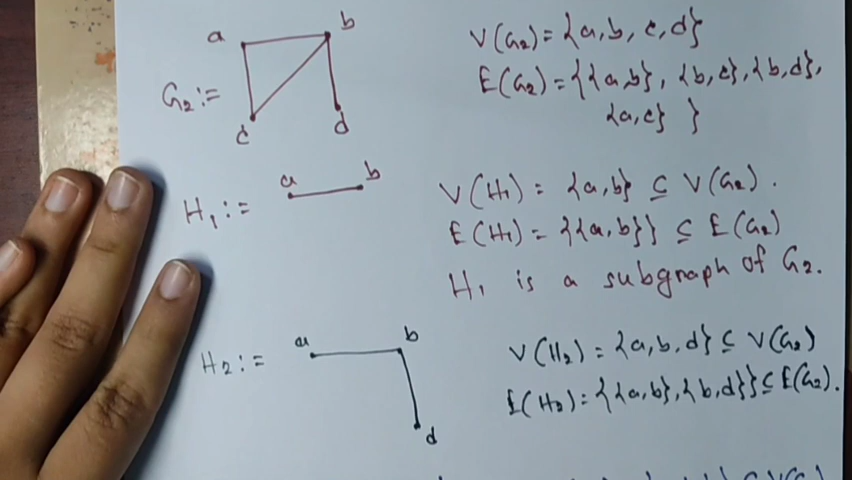 a b
G₂:=
c d
V(G₂)= {a, b, c, d}
E(G₂)= {{a,b}, {b,c}, {b,d},
{a,c} }
H₁:= a b
V(H₁) = {a,b} ⊆ V(G₂).
E(H₁) = {{a,b}} ⊆ E(G₂)
H₁ is a subgraph of G₂.
H₂:= a b
d
V(H₂) = {a,b,d} ⊆ V(G₂)
E(H₂) = {{a,b},{b,d}} ⊆ E(G₂).